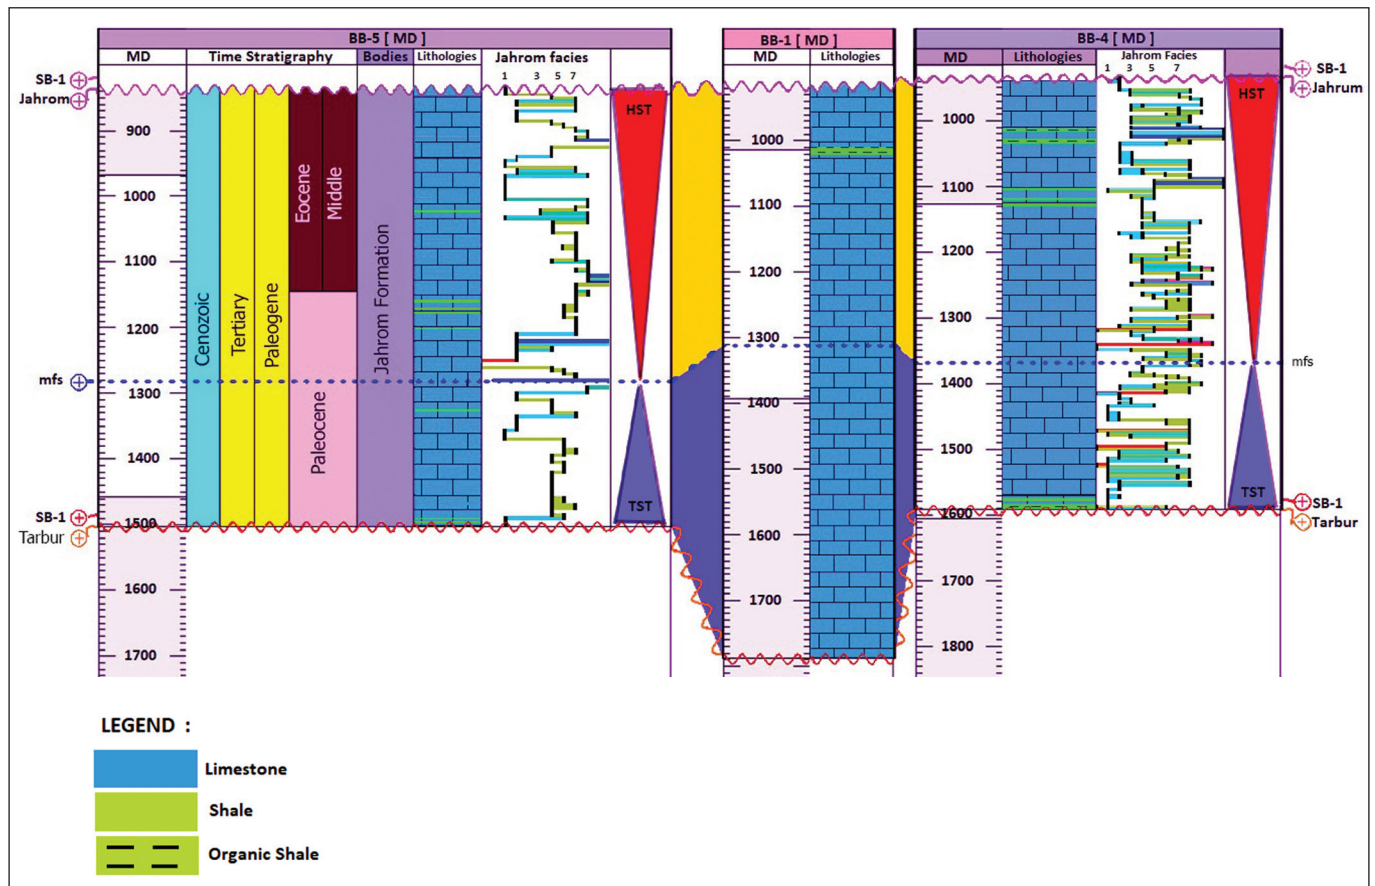 BB-5 [ MD ]
BB-1 [ MD ]
BB-4 [ MD ]
MD
Time Stratigraphy
Bodies
Lithologies
Jahrom facies
1 3 5 7
MD
Lithologies
MD
Lithologies
Jahrom Facies
1 3 5 7
SB-1
Jahrom
mfs
SB-1
Tarbur
900
1000
1100
1200
1300
1400
1500
1600
1700
Cenozoic
Tertiary
Paleogene
Eocene
Middle
Paleocene
Jahrom Formation
HST
TST
1000
1100
1200
1300
1400
1500
1600
1700
1000
1100
1200
1300
1400
1500
1600
1700
1800
HST
TST
SB-1
Jahrum
mfs
SB-1
Tarbur
LEGEND :
Limestone
Shale
Organic Shale